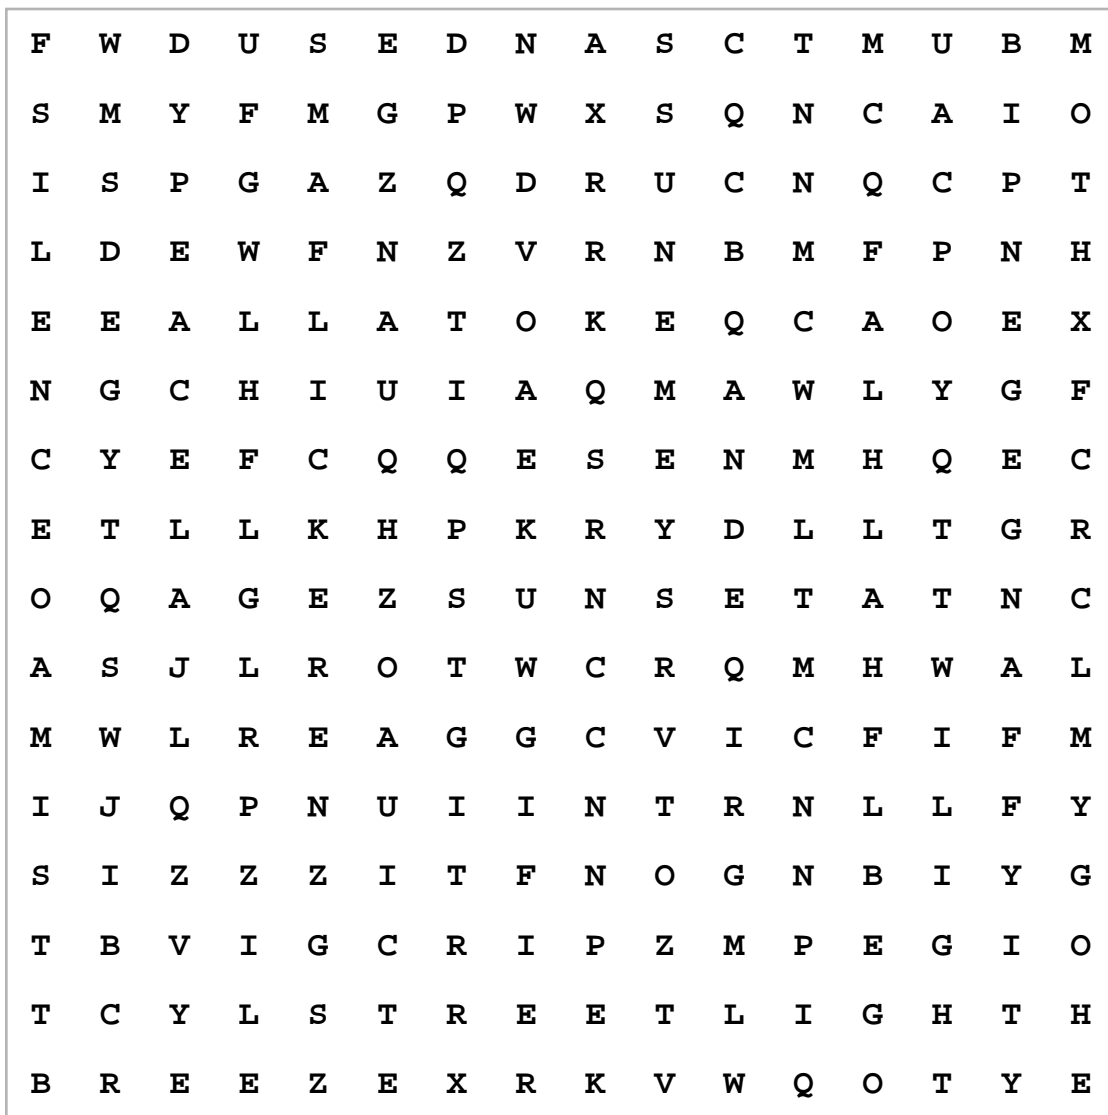 F W D U S E D N A S C T M U B M
S M Y F M G P W X S Q N C A I O
I S P G A Z Q D R U C N Q C P T
L D E W F N Z V R N B M F P N H
E E A L L A T O K E Q C A O E X
N G C H I U I A Q M A W L Y G F
C Y E F C Q Q E S E N M H Q E C
E T L L K H P K R Y D L L T G R
O Q A G E Z S U N S E T A T N C
A S J L R O T W C R Q M H W A L
M W L R E A G G C V I C F I F M
I J Q P N U I I N T R N L L F Y
S I Z Z Z I T F N O G N B I Y G
T B V I G C R I P Z M P E G I O
T C Y L S T R E E T L I G H T H
B R E E Z E X R K V W Q O T Y E